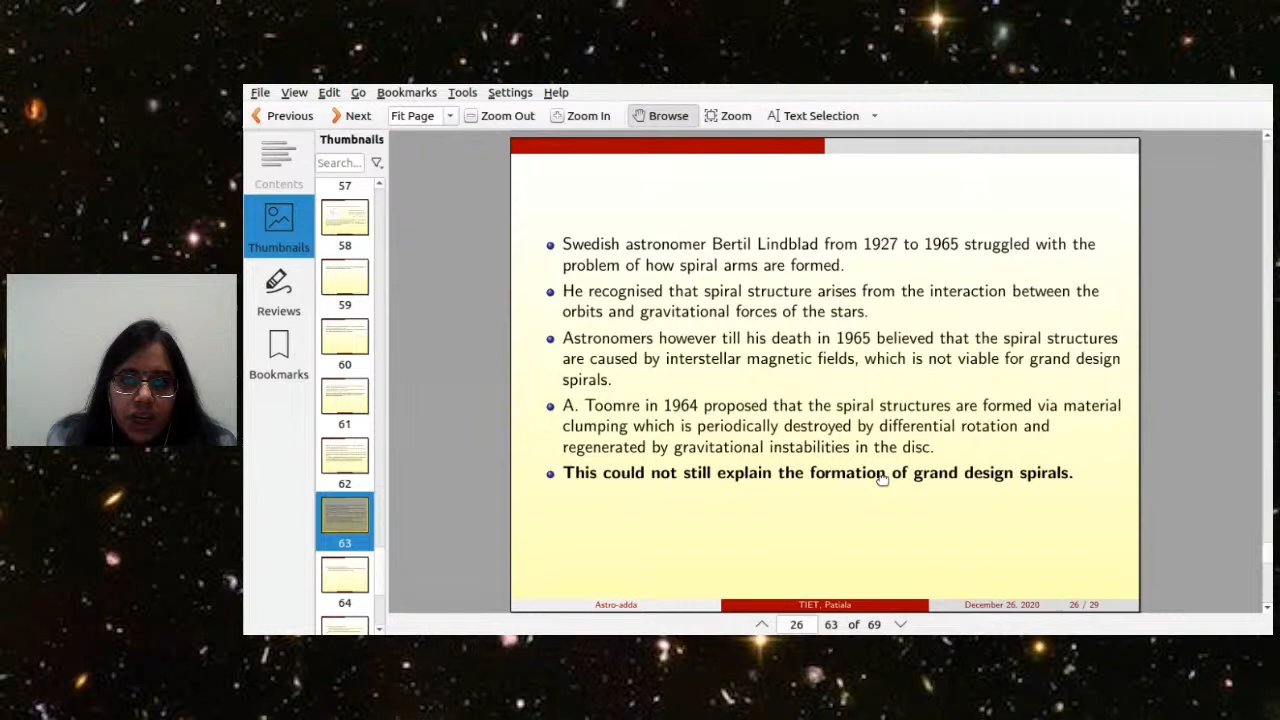 File View Edit Go Bookmarks Tools Settings Help
Previous Next Fit Page Zoom Out Zoom In Browse Zoom Text Selection
Contents
Thumbnails
Reviews
Bookmarks
Thumbnails
Search...
57
58
59
60
61
62
63
64
Swedish astronomer Bertil Lindblad from 1927 to 1965 struggled with the
problem of how spiral arms are formed.
He recognised that spiral structure arises from the interaction between the
orbits and gravitational forces of the stars.
Astronomers however till his death in 1965 believed that the spiral structures
are caused by interstellar magnetic fields, which is not viable for grand design
spirals.
A. Toomre in 1964 proposed that the spiral structures are formed via material
clumping which is periodically destroyed by differential rotation and
regenerated by gravitational instabilities in the disc.
This could not still explain the formation of grand design spirals.
Astro-adda TIET, Patiala December 26, 2020 26 / 29
26 63 of 69